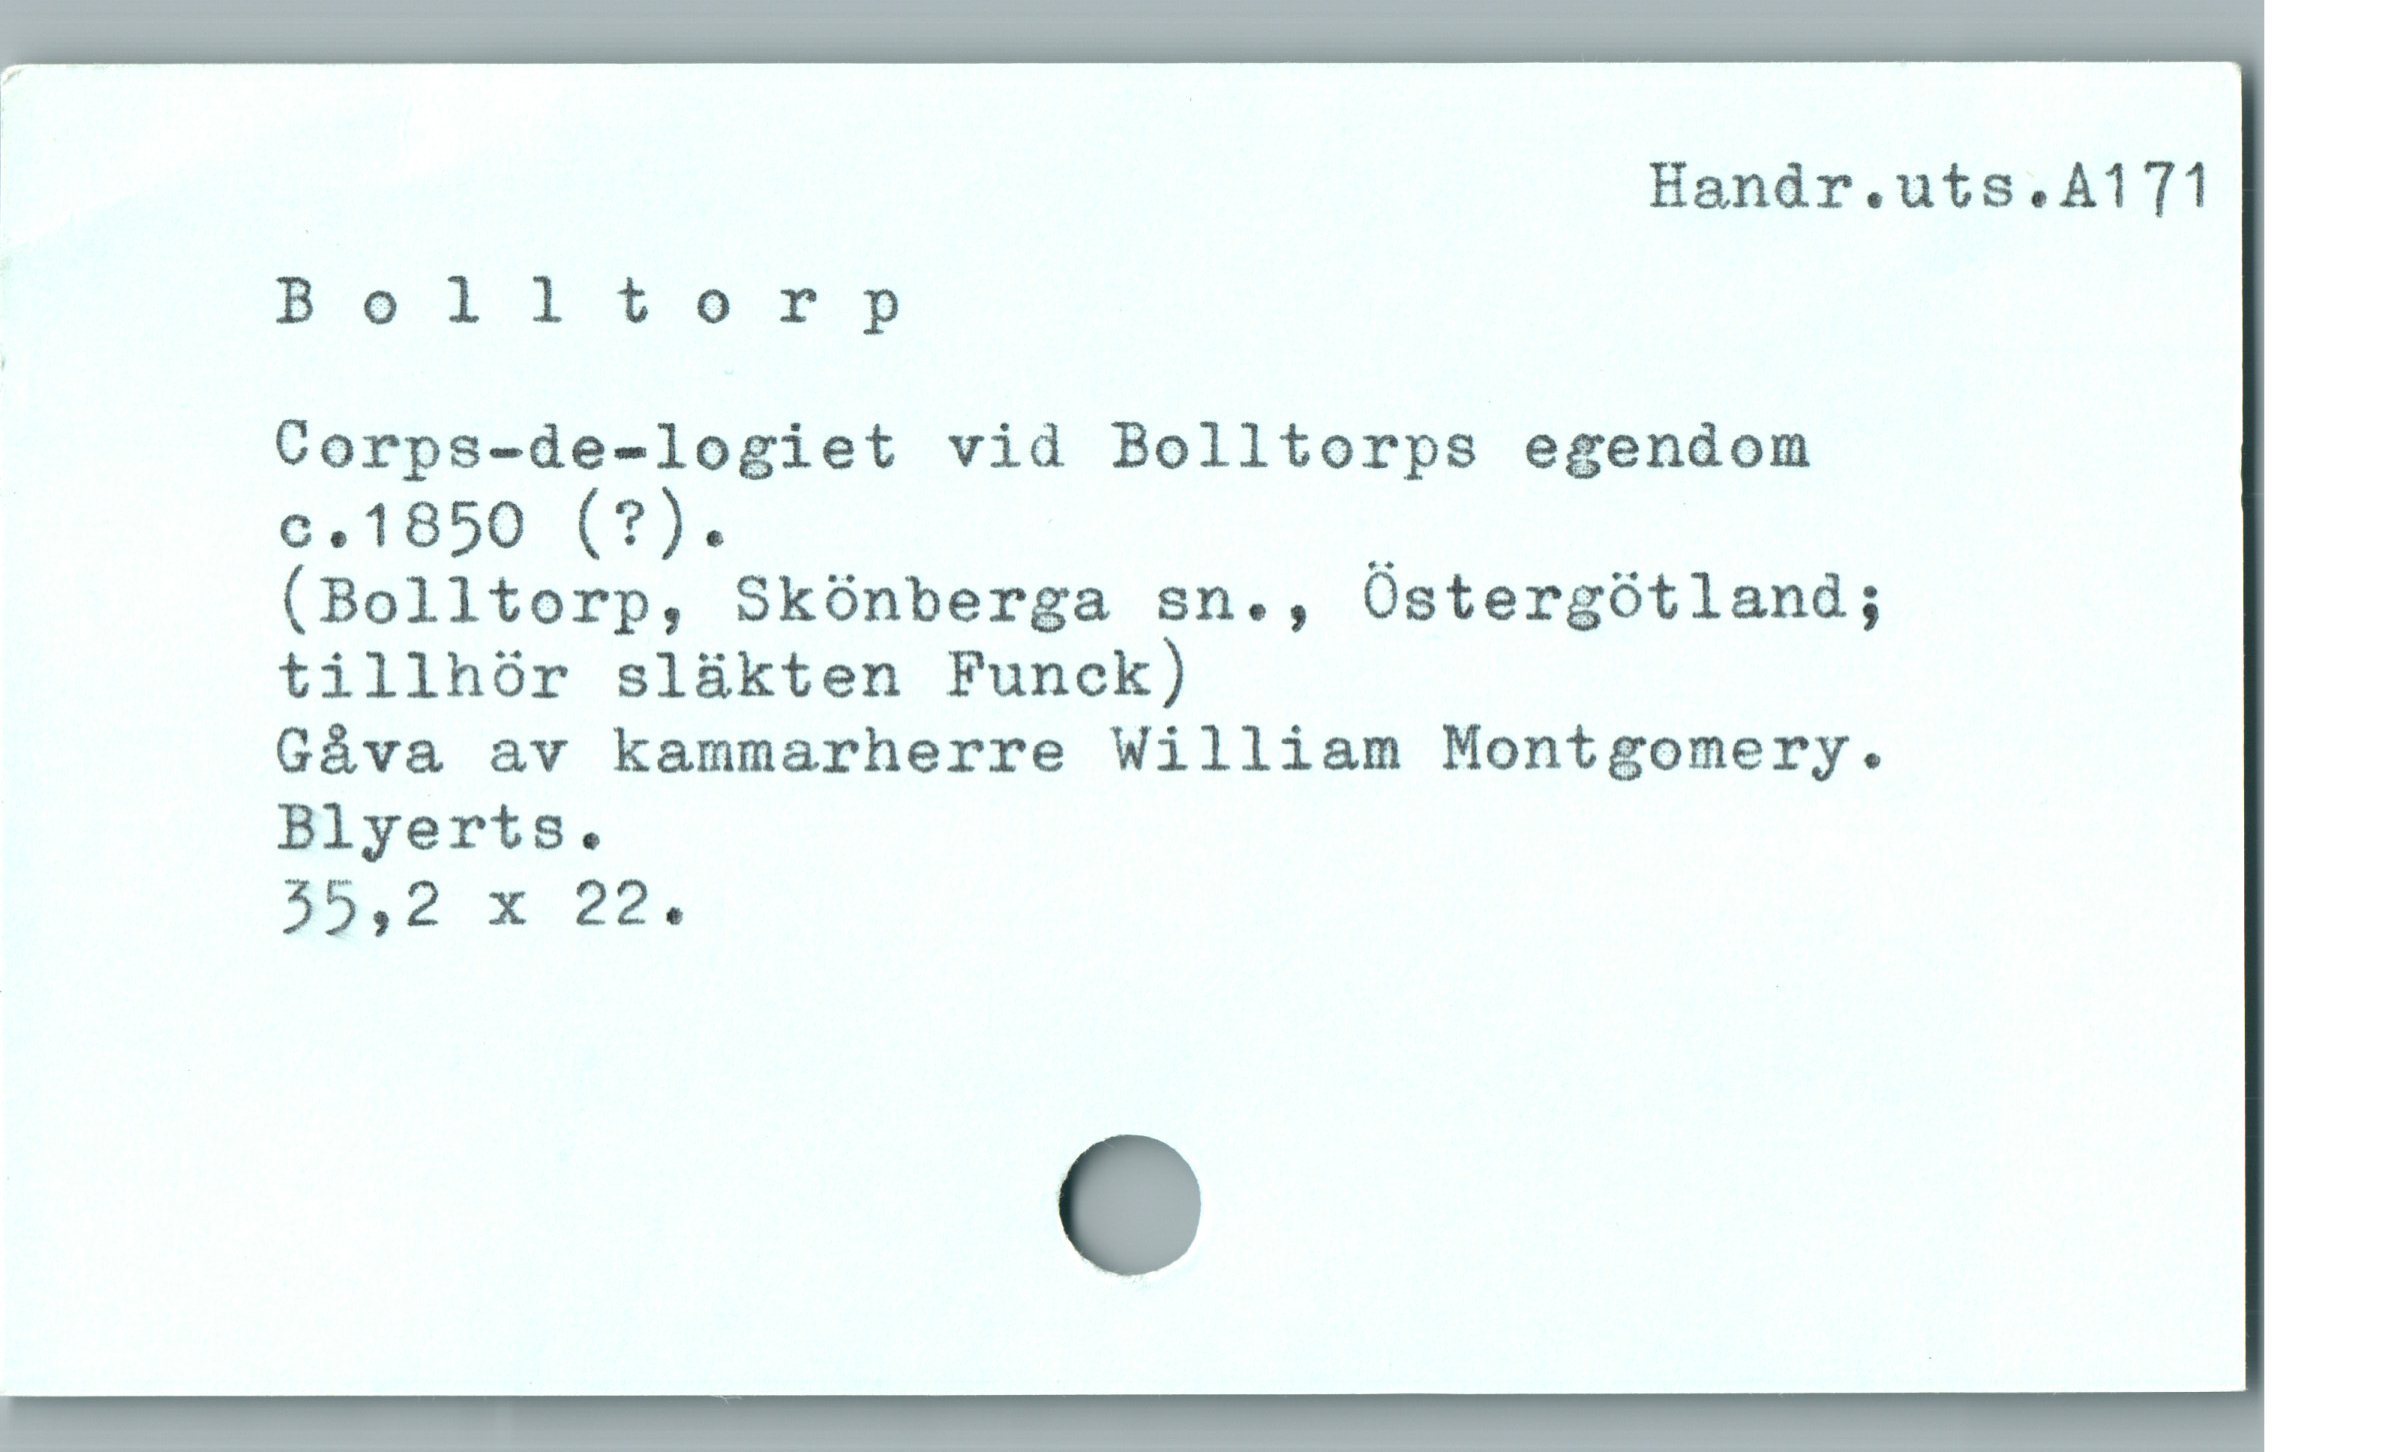 Handr.uts.A171
B o l l t o r p
Corps-de-logiet vid Bolltorps egendom
c.1850 (?).
(Bolltorp, Skönberga sn., Östergötland;
tillhör släkten Funck)
Gåva av kammarherre William Montgomery.
Blyerts.
35,2 x 22.